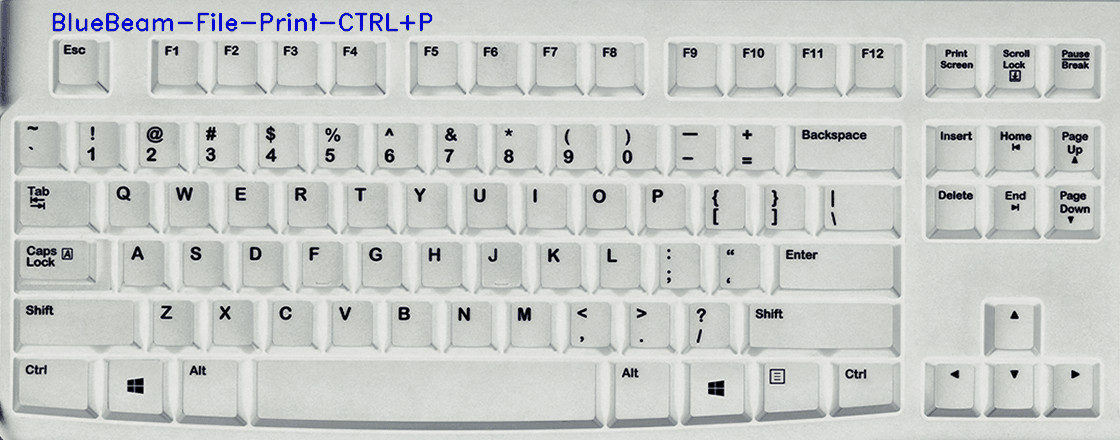 BlueBeam-File-Print-CTRL+P
Esc F1 F2 F3 F4 F5 F6 F7 F8 F9 F10 F11 F12 Print Screen Scroll Lock Pause Break
~ ` ! 1 @ 2 # 3 $ 4 % 5 ^ 6 & 7 * 8 ( 9 ) 0 — - + = Backspace Insert Home Page Up
Tab Q W E R T Y U I O P { [ } ] | \ Delete End Page Down
Caps Lock A A S D F G H J K L : ; “ ‘ Enter
Shift Z X C V B N M < , > . ? / Shift
Ctrl Alt Alt Ctrl